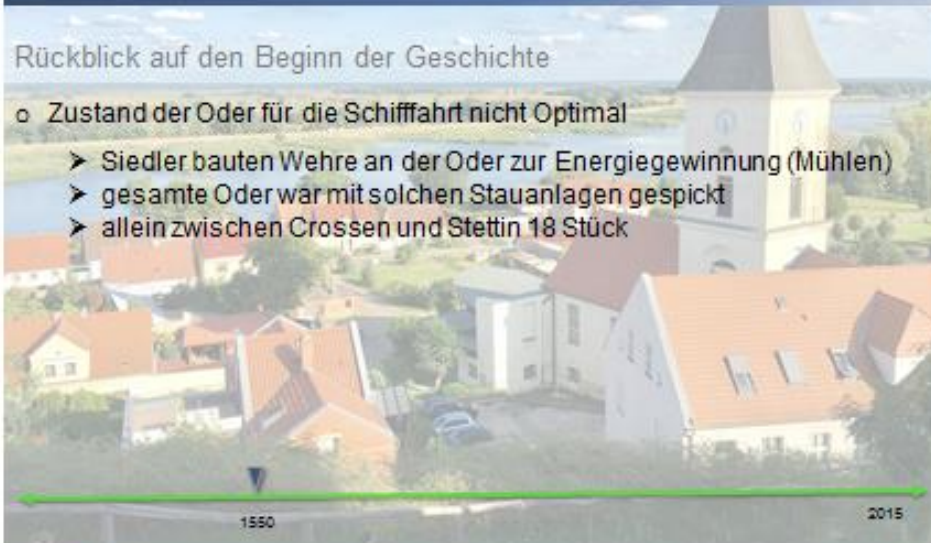 Rückblick auf den Beginn der Geschichte
o Zustand der Oder für die Schifffahrt nicht Optimal
➤ Siedler bauten Wehre an der Oder zur Energiegewinnung (Mühlen)
➤ gesamte Oder war mit solchen Stauanlagen gespickt
➤ allein zwischen Crossen und Stettin 18 Stück
1550
2015